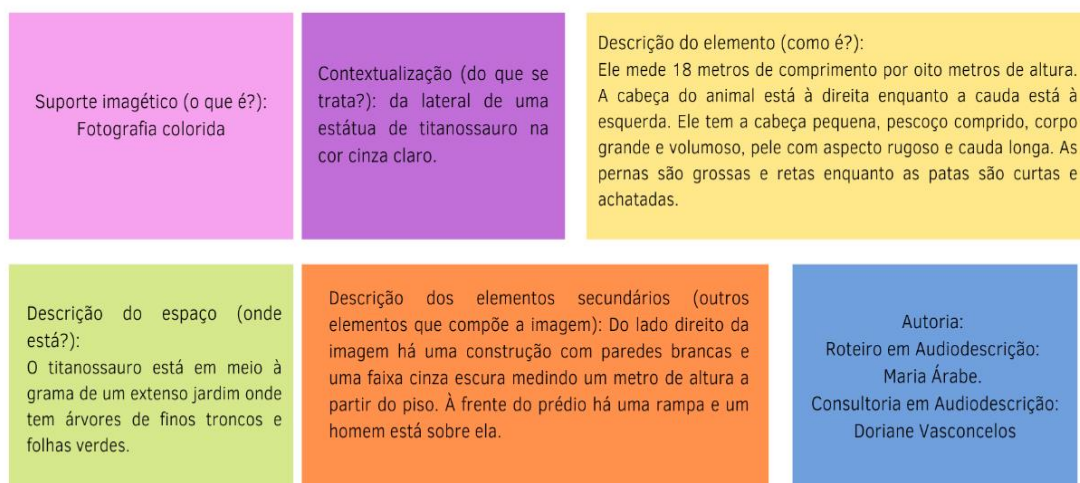 Suporte imagético (o que é?):
Fotografia colorida
Contextualização (do que se
trata?): da lateral de uma
estátua de titanossauro na
cor cinza claro.
Descrição do elemento (como é?):
Ele mede 18 metros de comprimento por oito metros de altura.
A cabeça do animal está à direita enquanto a cauda está à
esquerda. Ele tem a cabeça pequena, pescoço comprido, corpo
grande e volumoso, pele com aspecto rugoso e cauda longa. As
pernas são grossas e retas enquanto as patas são curtas e
achatadas.
Descrição do espaço (onde
está?):
O titanossauro está em meio à
grama de um extenso jardim onde
tem árvores de finos troncos e
folhas verdes.
Descrição dos elementos secundários (outros
elementos que compõe a imagem): Do lado direito da
imagem há uma construção com paredes brancas e
uma faixa cinza escura medindo um metro de altura a
partir do piso. À frente do prédio há uma rampa e um
homem está sobre ela.
Autoria:
Roteiro em Audiodescrição:
Maria Árabe.
Consultoria em Audiodescrição:
Doriane Vasconcelos